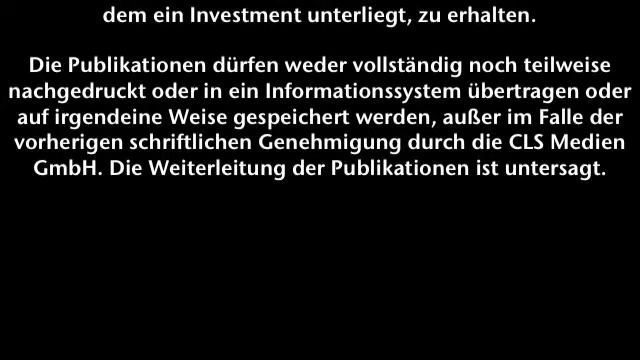 dem ein Investment unterliegt, zu erhalten.
Die Publikationen dürfen weder vollständig noch teilweise
nachgedruckt oder in ein Informationssystem übertragen oder
auf irgendeine Weise gespeichert werden, außer im Falle der
vorherigen schriftlichen Genehmigung durch die CLS Medien
GmbH. Die Weiterleitung der Publikationen ist untersagt.